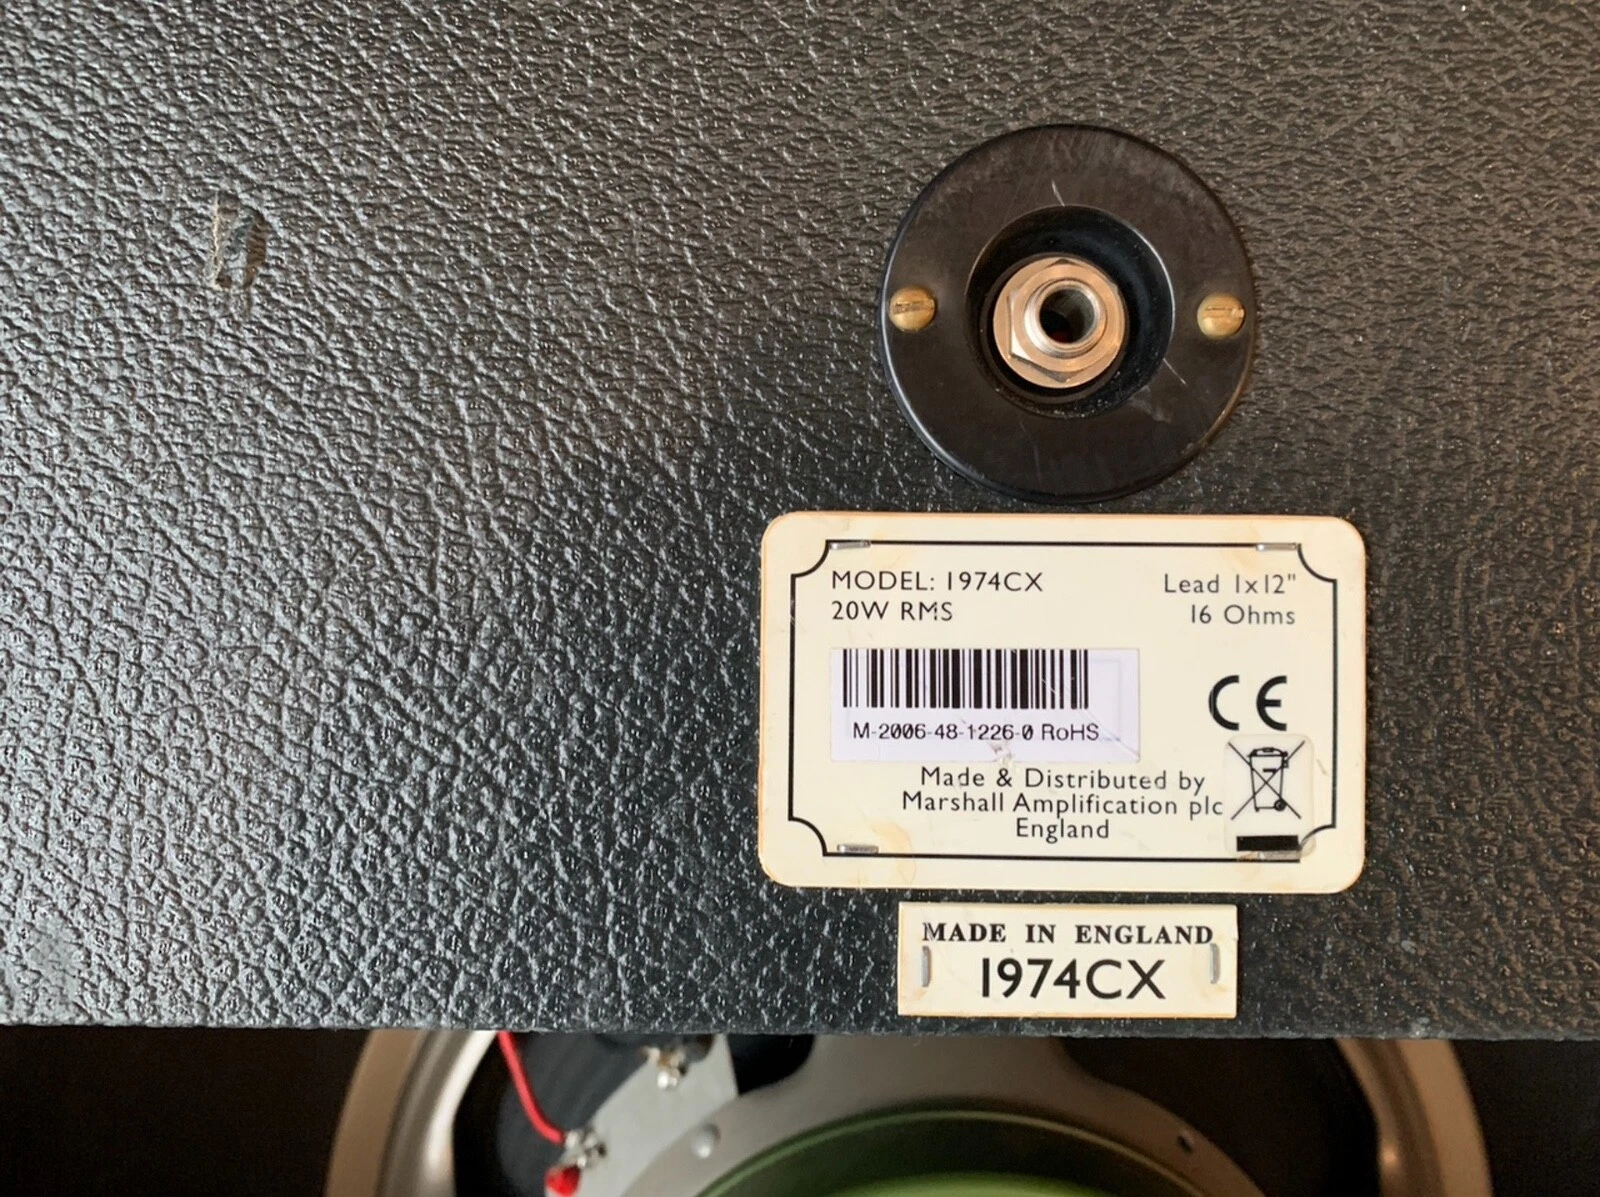 MODEL: 1974CX
Lead 1x12"
20W RMS
16 Ohms
M-2006-48-1226-0 RoHS
CE
Made & Distributed by
Marshall Amplification plc
England
MADE IN ENGLAND
1974CX